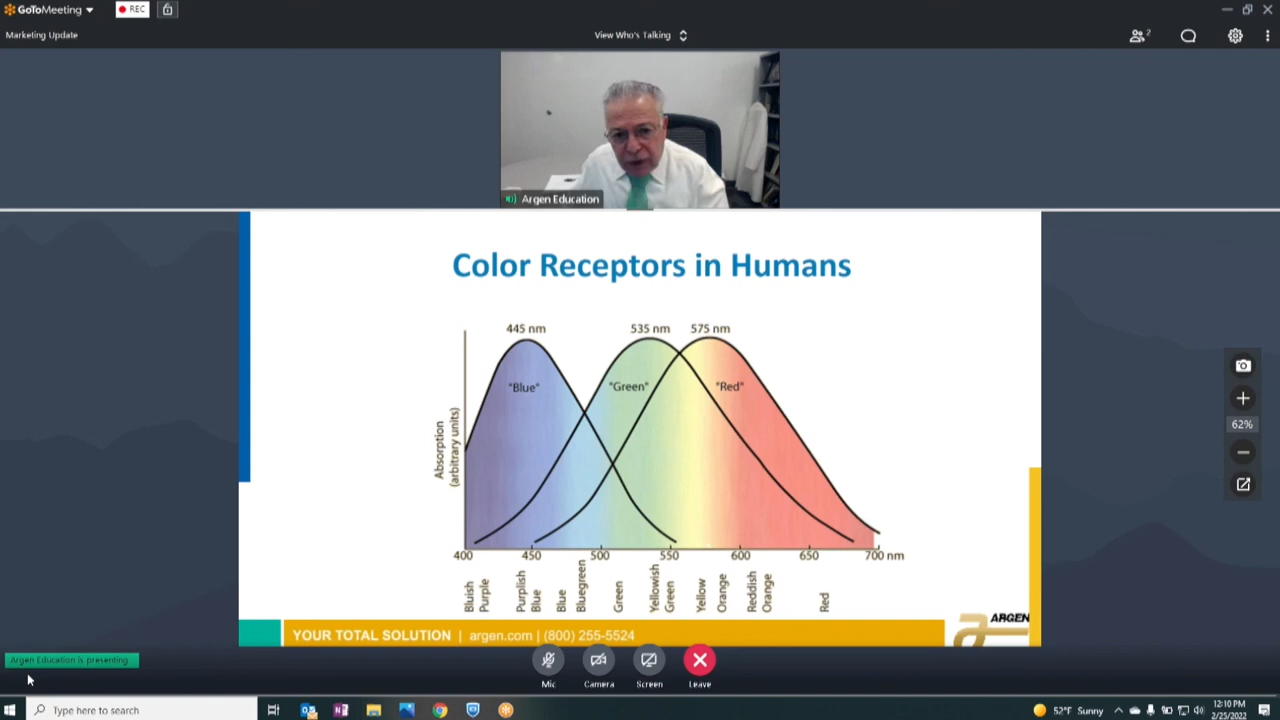 GoToMeeting
REC
Marketing Update
View Who's Talking
2
Argen Education
Color Receptors in Humans
445 nm
535 nm
575 nm
"Blue"
"Green"
"Red"
Absorption
(arbitrary units)
400
450
500
550
600
650
700 nm
Bluish
Purple
Purplish
Blue
Blue
Bluegreen
Green
Yellowish
Green
Yellow
Orange
Reddish
Orange
Red
62%
YOUR TOTAL SOLUTION | argen.com | (800) 255-5524
ARGEN
Argen Education is presenting
Mic
Camera
Screen
Leave
Type here to search
52°F Sunny
12:10 PM
2/25/2022